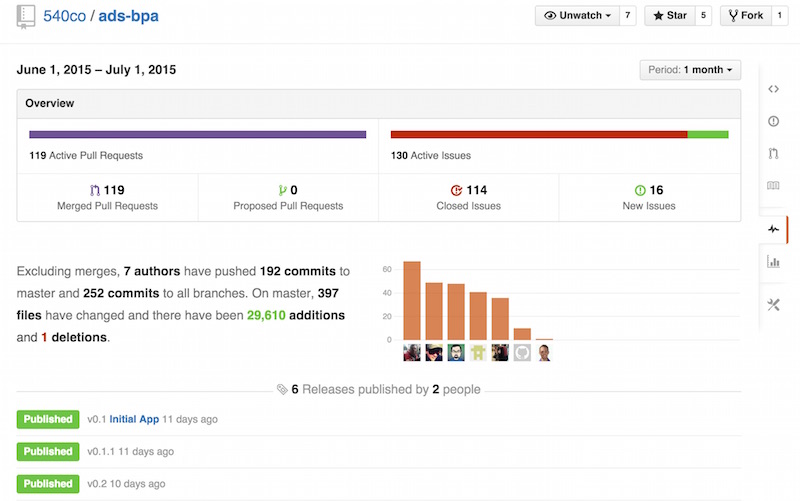 540co / ads-bpa
Unwatch 7
Star 5
Fork 1
June 1, 2015 – July 1, 2015
Period: 1 month
Overview
119 Active Pull Requests
130 Active Issues
119
Merged Pull Requests
0
Proposed Pull Requests
114
Closed Issues
16
New Issues
Excluding merges, 7 authors have pushed 192 commits to
master and 252 commits to all branches. On master, 397
files have changed and there have been 29,610 additions
and 1 deletions.
60
40
20
0
6 Releases published by 2 people
Published v0.1 Initial App 11 days ago
Published v0.1.1 11 days ago
Published v0.2 10 days ago